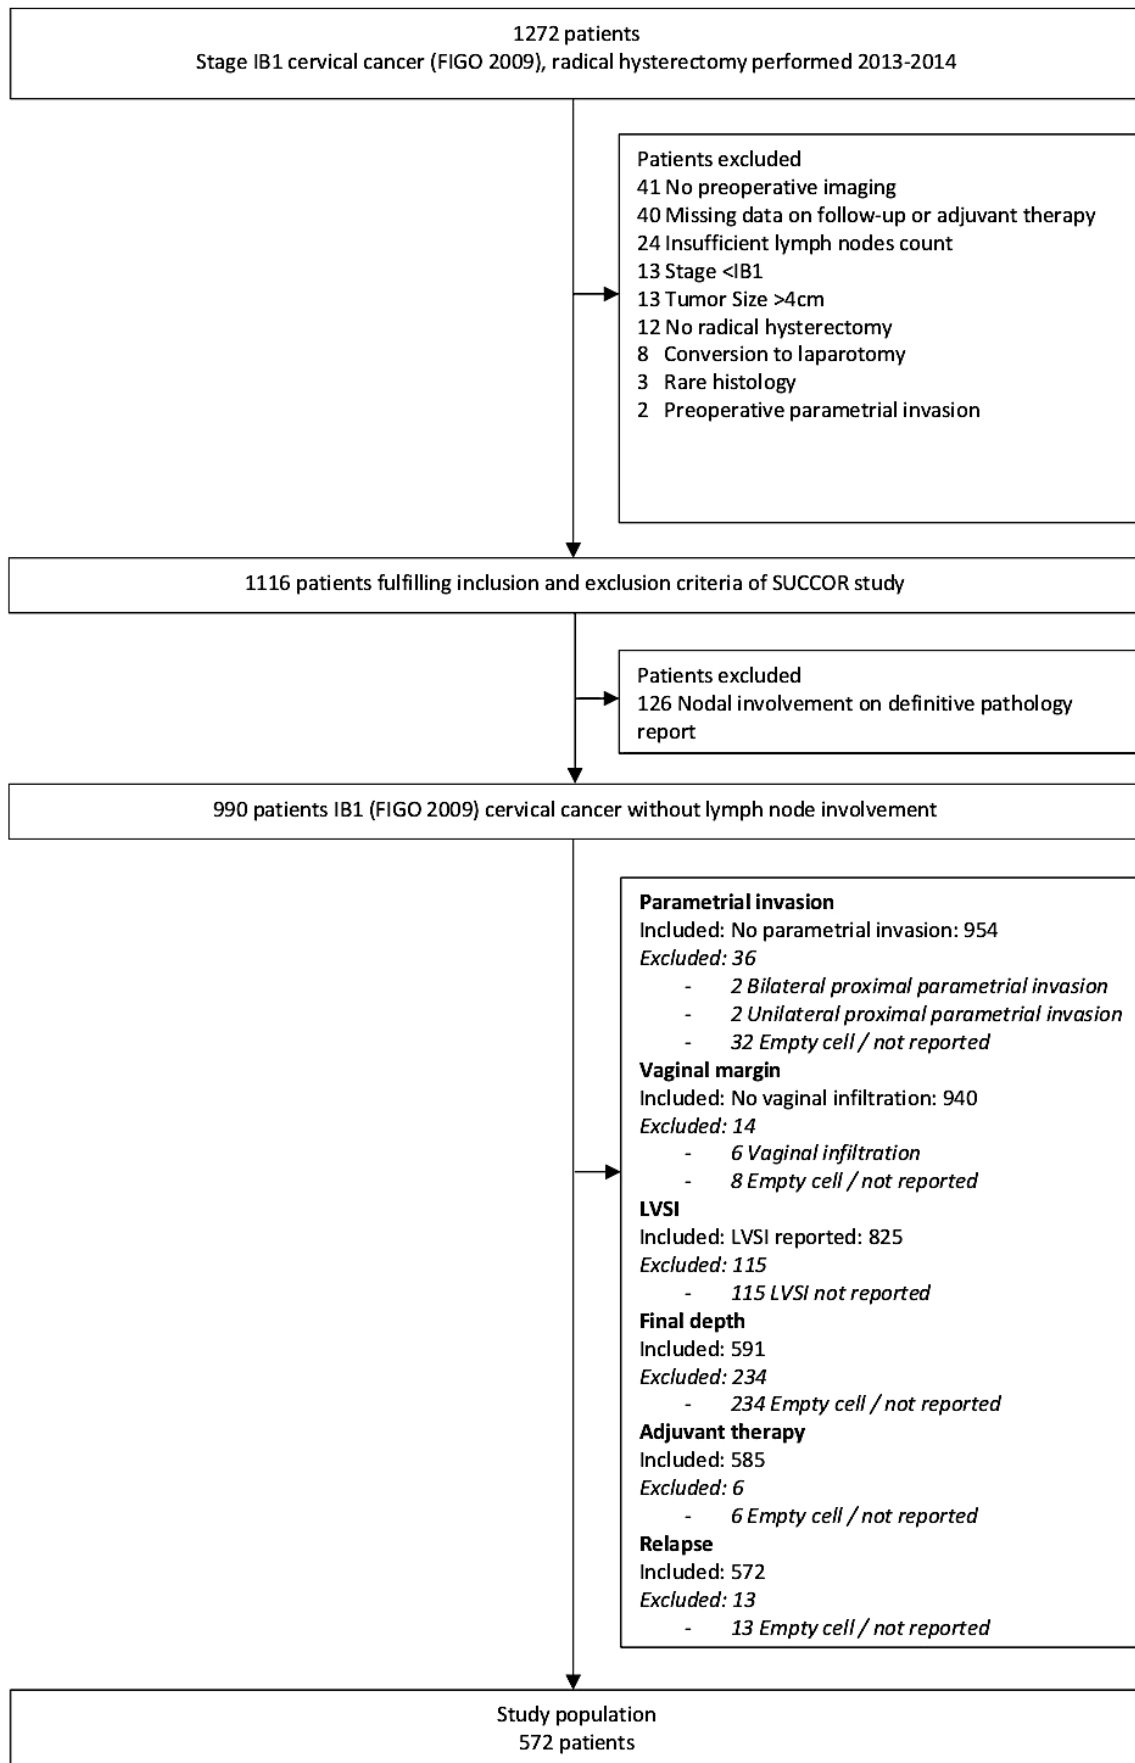 1272 patients
Stage IB1 cervical cancer (FIGO 2009), radical hysterectomy performed 2013-2014
Patients excluded
41 No preoperative imaging
40 Missing data on follow-up or adjuvant therapy
24 Insufficient lymph nodes count
13 Stage <IB1
13 Tumor Size >4cm
12 No radical hysterectomy
8 Conversion to laparotomy
3 Rare histology
2 Preoperative parametrial invasion
1116 patients fulfilling inclusion and exclusion criteria of SUCCOR study
Patients excluded
126 Nodal involvement on definitive pathology
report
990 patients IB1 (FIGO 2009) cervical cancer without lymph node involvement
Parametrial invasion
Included: No parametrial invasion: 954
Excluded: 36
- 2 Bilateral proximal parametrial invasion
- 2 Unilateral proximal parametrial invasion
- 32 Empty cell / not reported
Vaginal margin
Included: No vaginal infiltration: 940
Excluded: 14
- 6 Vaginal infiltration
- 8 Empty cell / not reported
LVSI
Included: LVSI reported: 825
Excluded: 115
- 115 LVSI not reported
Final depth
Included: 591
Excluded: 234
- 234 Empty cell / not reported
Adjuvant therapy
Included: 585
Excluded: 6
- 6 Empty cell / not reported
Relapse
Included: 572
Excluded: 13
- 13 Empty cell / not reported
Study population
572 patients